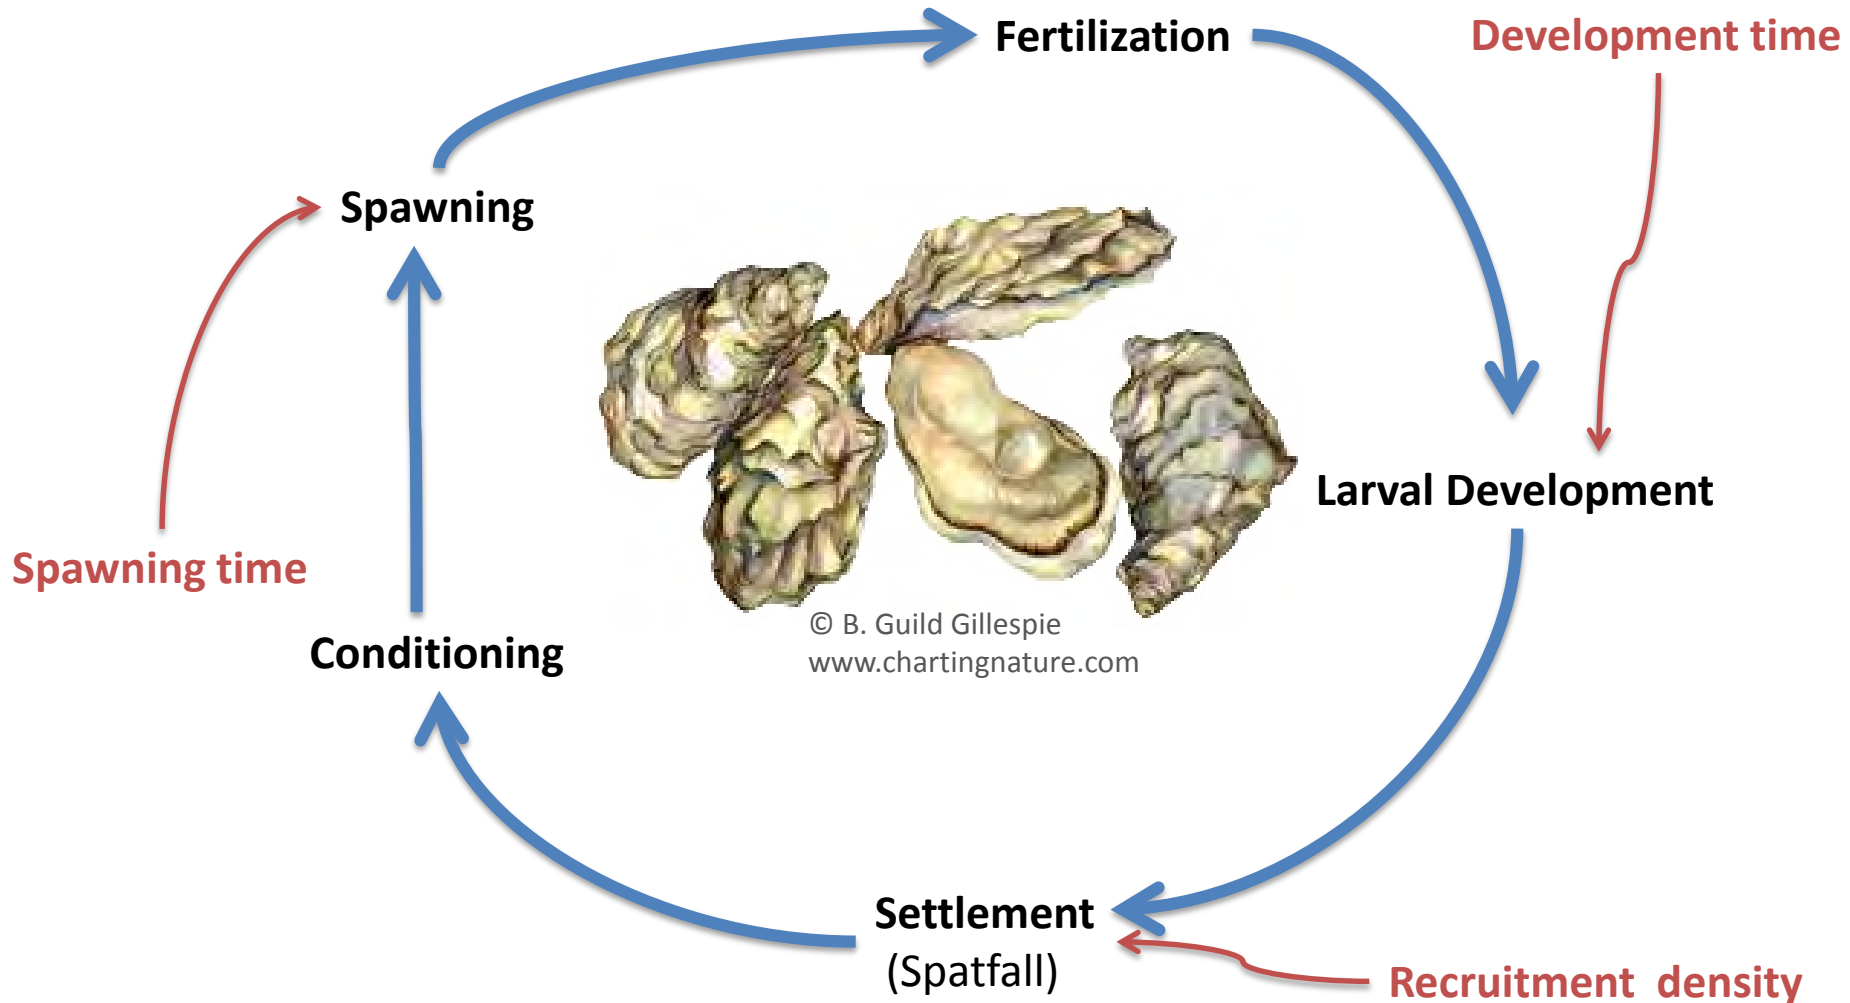 Fertilization
Development time
Spawning
Larval Development
Spawning time
© B. Guild Gillespie
www.chartingnature.com
Conditioning
Settlement
(Spatfall)
Recruitment  density